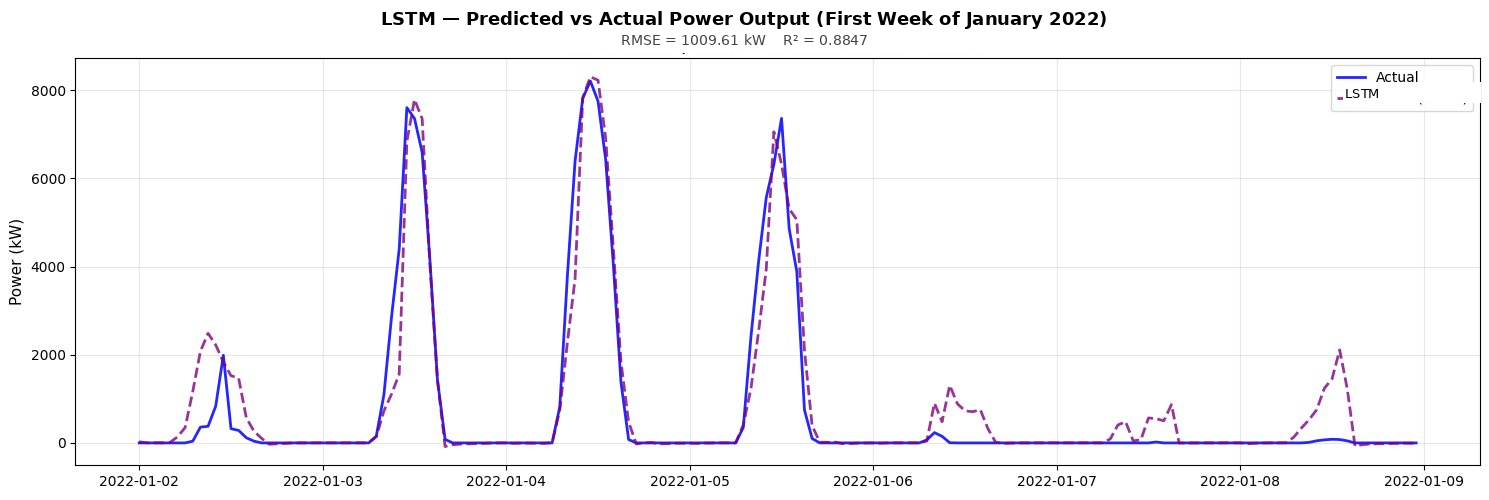 LSTM — Predicted vs Actual Power Output (First Week of January 2022)
RMSE = 1009.61 kW    R² = 0.8847
Actual
LSTM
Power (kW)
8000
6000
4000
2000
0
2022-01-02 2022-01-03 2022-01-04 2022-01-05 2022-01-06 2022-01-07 2022-01-08 2022-01-09